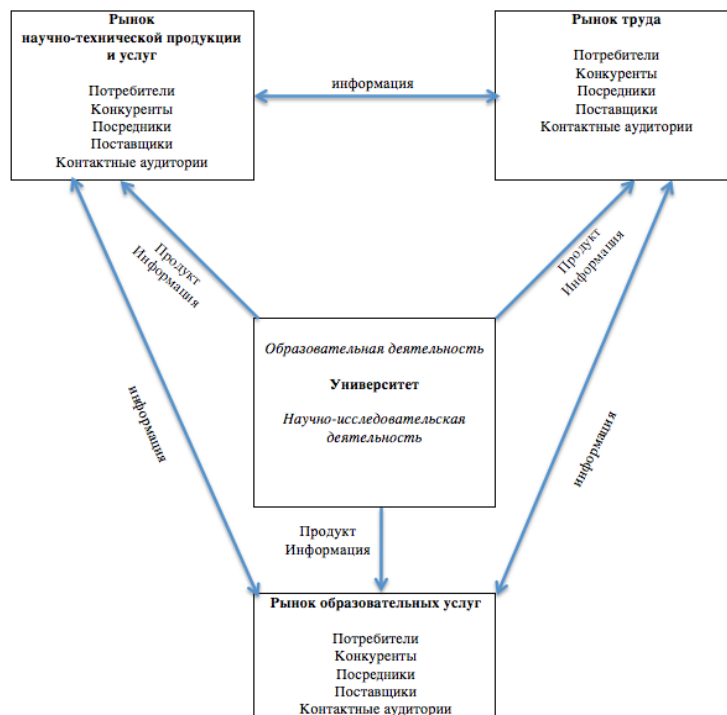 Рынок
научно-технической продукции
и услуг
Потребители
Конкуренты
Посредники
Поставщики
Контактные аудитории
информация
Рынок труда
Потребители
Конкуренты
Посредники
Поставщики
Контактные аудитории
Продукт
Информация
Продукт
Информация
Образовательная деятельность
Университет
Научно-исследовательская
деятельность
информация
информация
Продукт
Информация
Рынок образовательных услуг
Потребители
Конкуренты
Посредники
Поставщики
Контактные аудитории